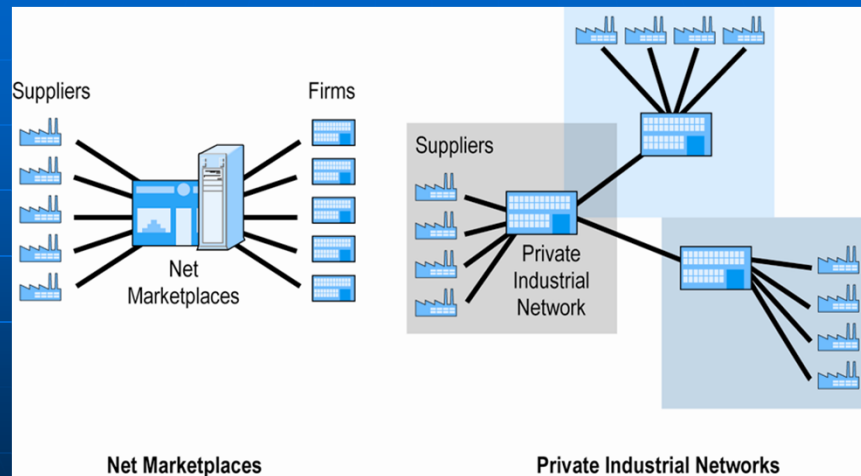 Suppliers
Firms
Net
Marketplaces
Suppliers
Private
Industrial
Network
Net Marketplaces
Private Industrial Networks